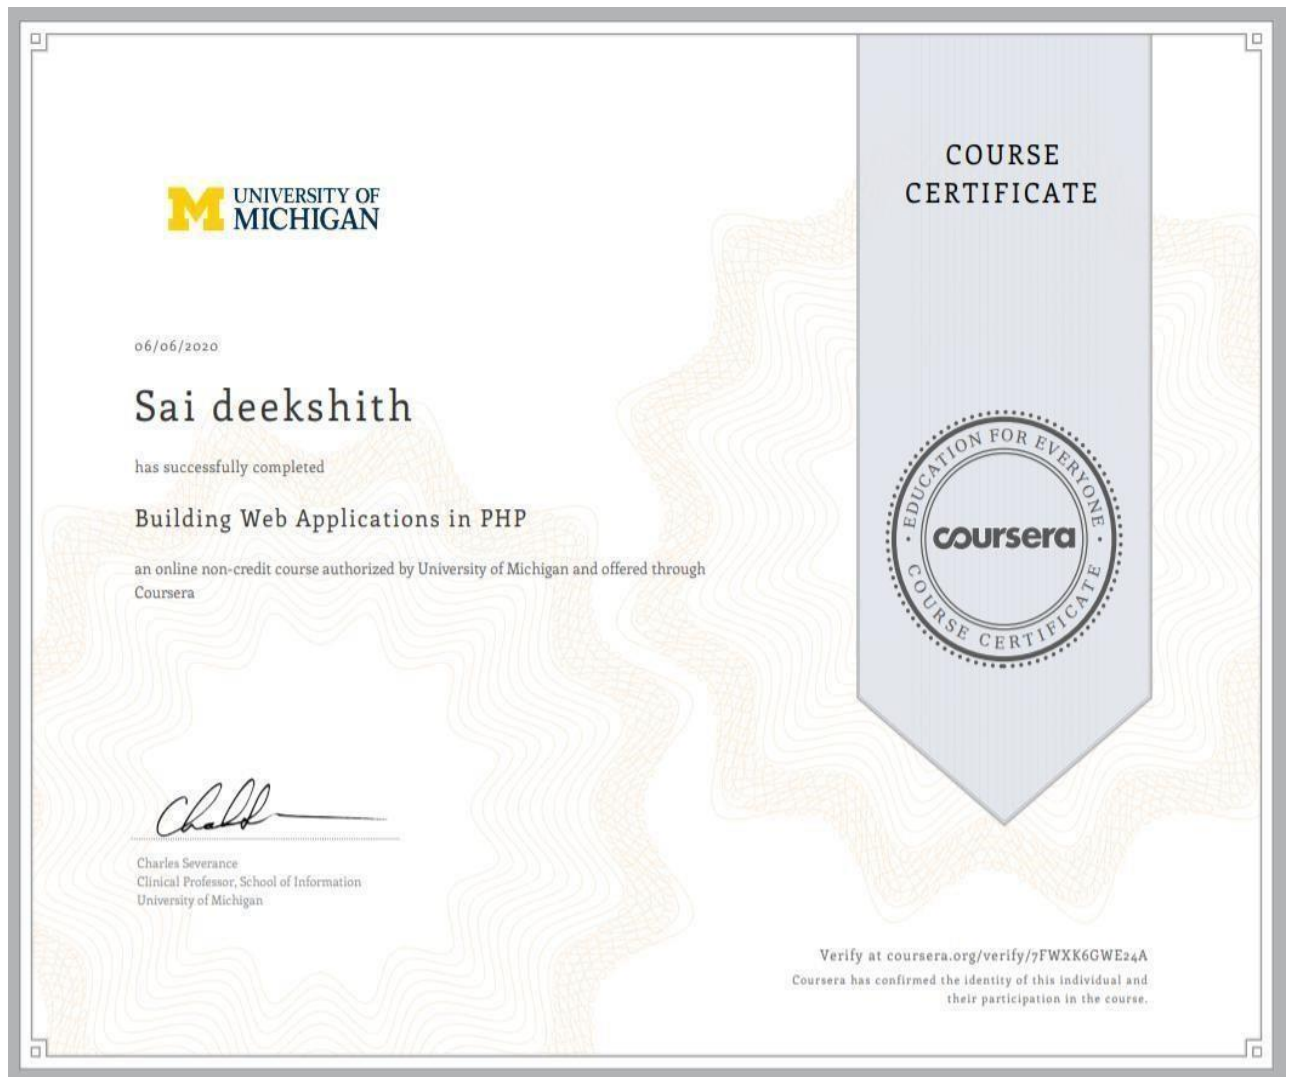 UNIVERSITY OF
MICHIGAN
COURSE
CERTIFICATE
06/06/2020
Sai deekshith
has successfully completed
Building Web Applications in PHP
an online non-credit course authorized by University of Michigan and offered through
Coursera
EDUCATION FOR EVERYONE
coursera
COURSE CERTIFICATE
Charles Severance
Clinical Professor, School of Information
University of Michigan
Verify at coursera.org/verify/7FWXK6GWE24A
Coursera has confirmed the identity of this individual and
their participation in the course.